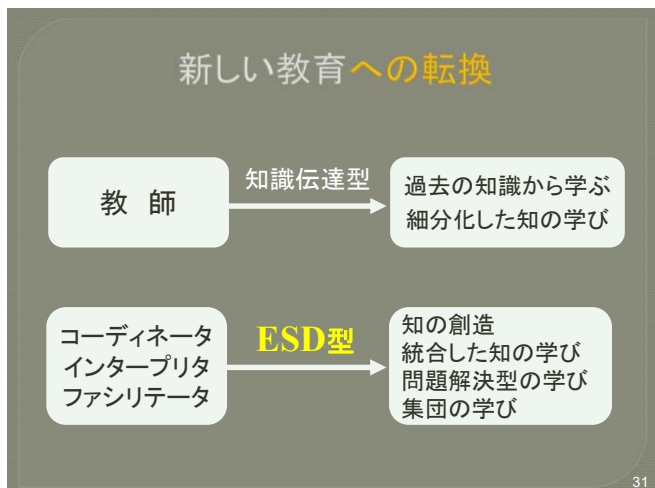 新しい教育への転換
教 師
知識伝達型
過去の知識から学ぶ
細分化した知の学び
コーディネータ
インタープリタ
ファシリテータ
ESD型
知の創造
統合した知の学び
問題解決型の学び
集団の学び
31